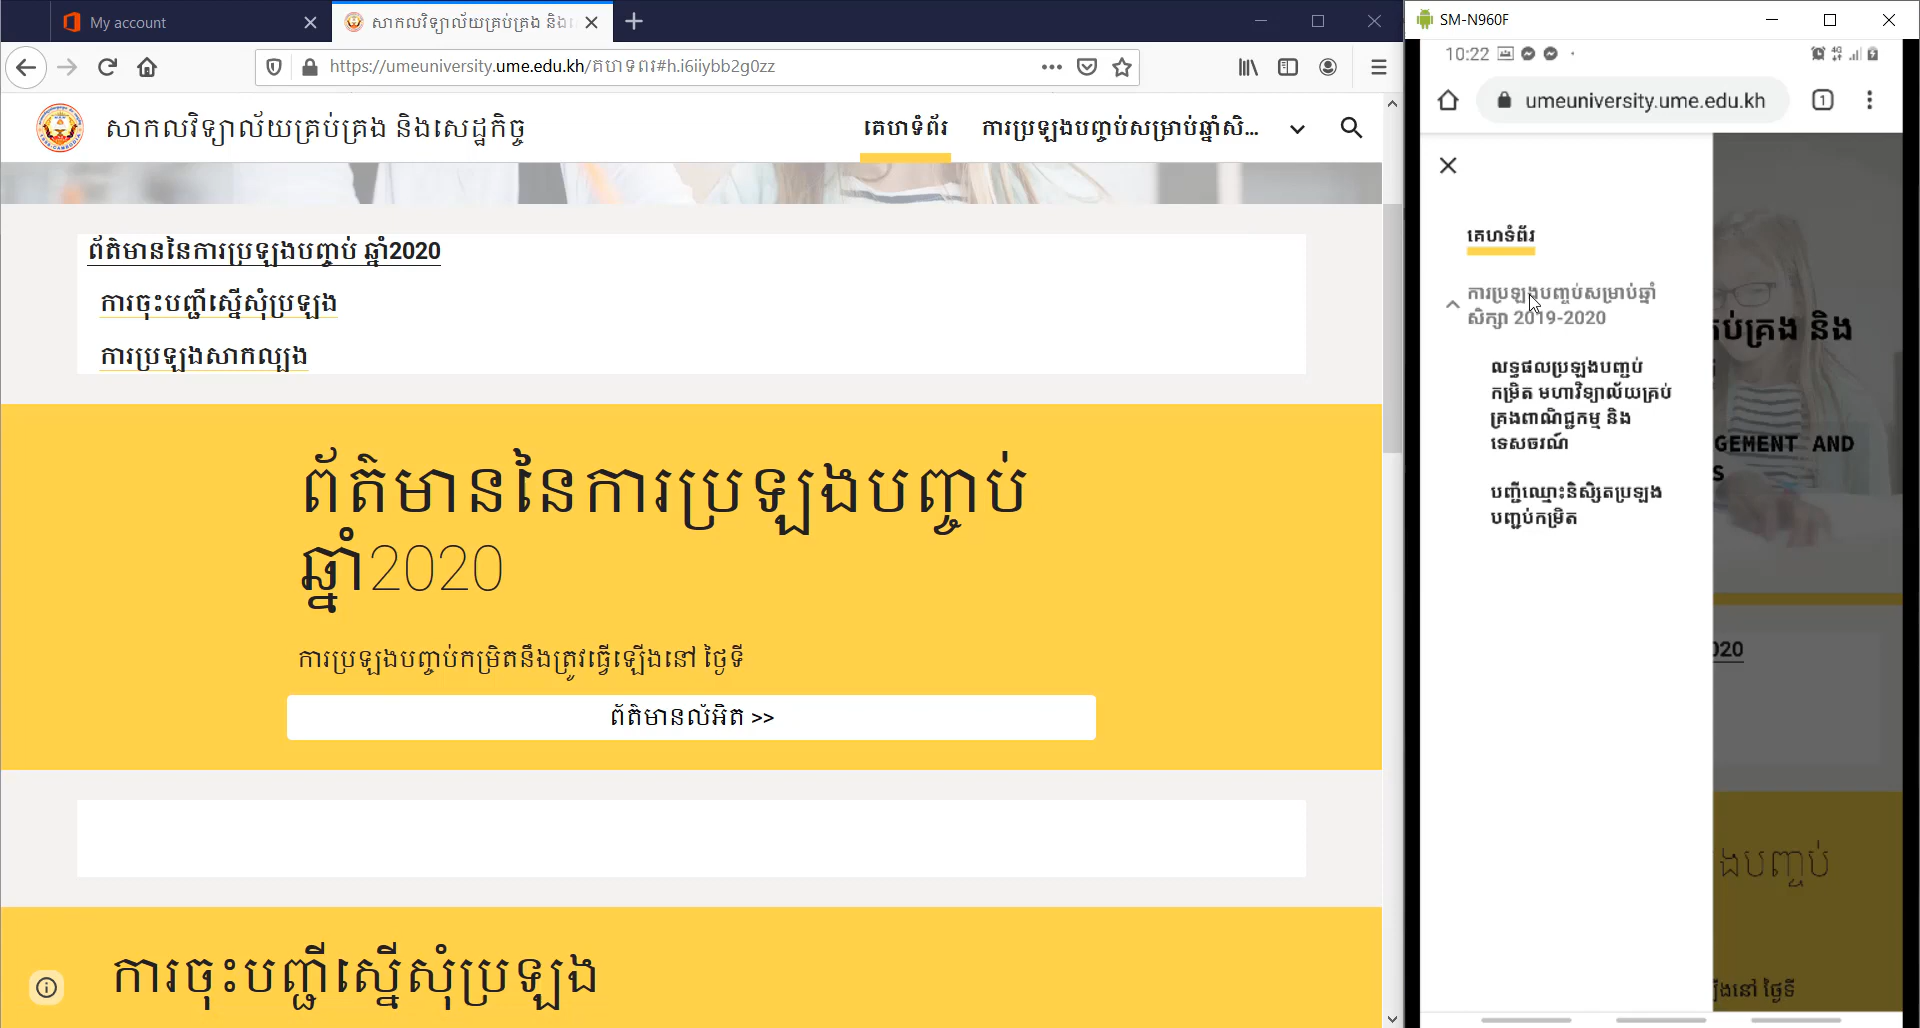 My account
សាកលវិទ្យាល័យគ្រប់គ្រង និង
https://umeuniversity.ume.edu.kh/គេហទំព័រ#h.i6iiybb2g0zz
សាកលវិទ្យាល័យគ្រប់គ្រង និងសេដ្ឋកិច្ច
គេហទំព័រ
ការប្រឡងបញ្ចប់សម្រាប់ឆ្នាំសិ...
ព័ត៌មាននៃការប្រឡងបញ្ចប់ ឆ្នាំ2020
ការចុះបញ្ជីស្នើសុំប្រឡង
ការប្រឡងសាកល្បង
ព័ត៌មាននៃការប្រឡងបញ្ចប់
ឆ្នាំ2020
ការប្រឡងបញ្ចប់កម្រិតនឹងត្រូវធ្វើឡើងនៅ ថ្ងៃទី
ព័ត៌មានលំអិត >>
ការចុះបញ្ជីស្នើសុំប្រឡង
SM-N960F
10:22
umeuniversity.ume.edu.kh
1
គេហទំព័រ
ការប្រឡងបញ្ចប់សម្រាប់ឆ្នាំ
សិក្សា 2019-2020
លទ្ធផលប្រឡងបញ្ចប់
កម្រិត មហាវិទ្យាល័យគ្រប់
គ្រងពាណិជ្ជកម្ម និង
ទេសចរណ៍
បញ្ជីឈ្មោះនិស្សិតប្រឡង
បញ្ចប់កម្រិត
ប់គ្រង និង
GEMENT AND
S
020
ងបញ្ចប់
ើងនៅ ថ្ងៃទី